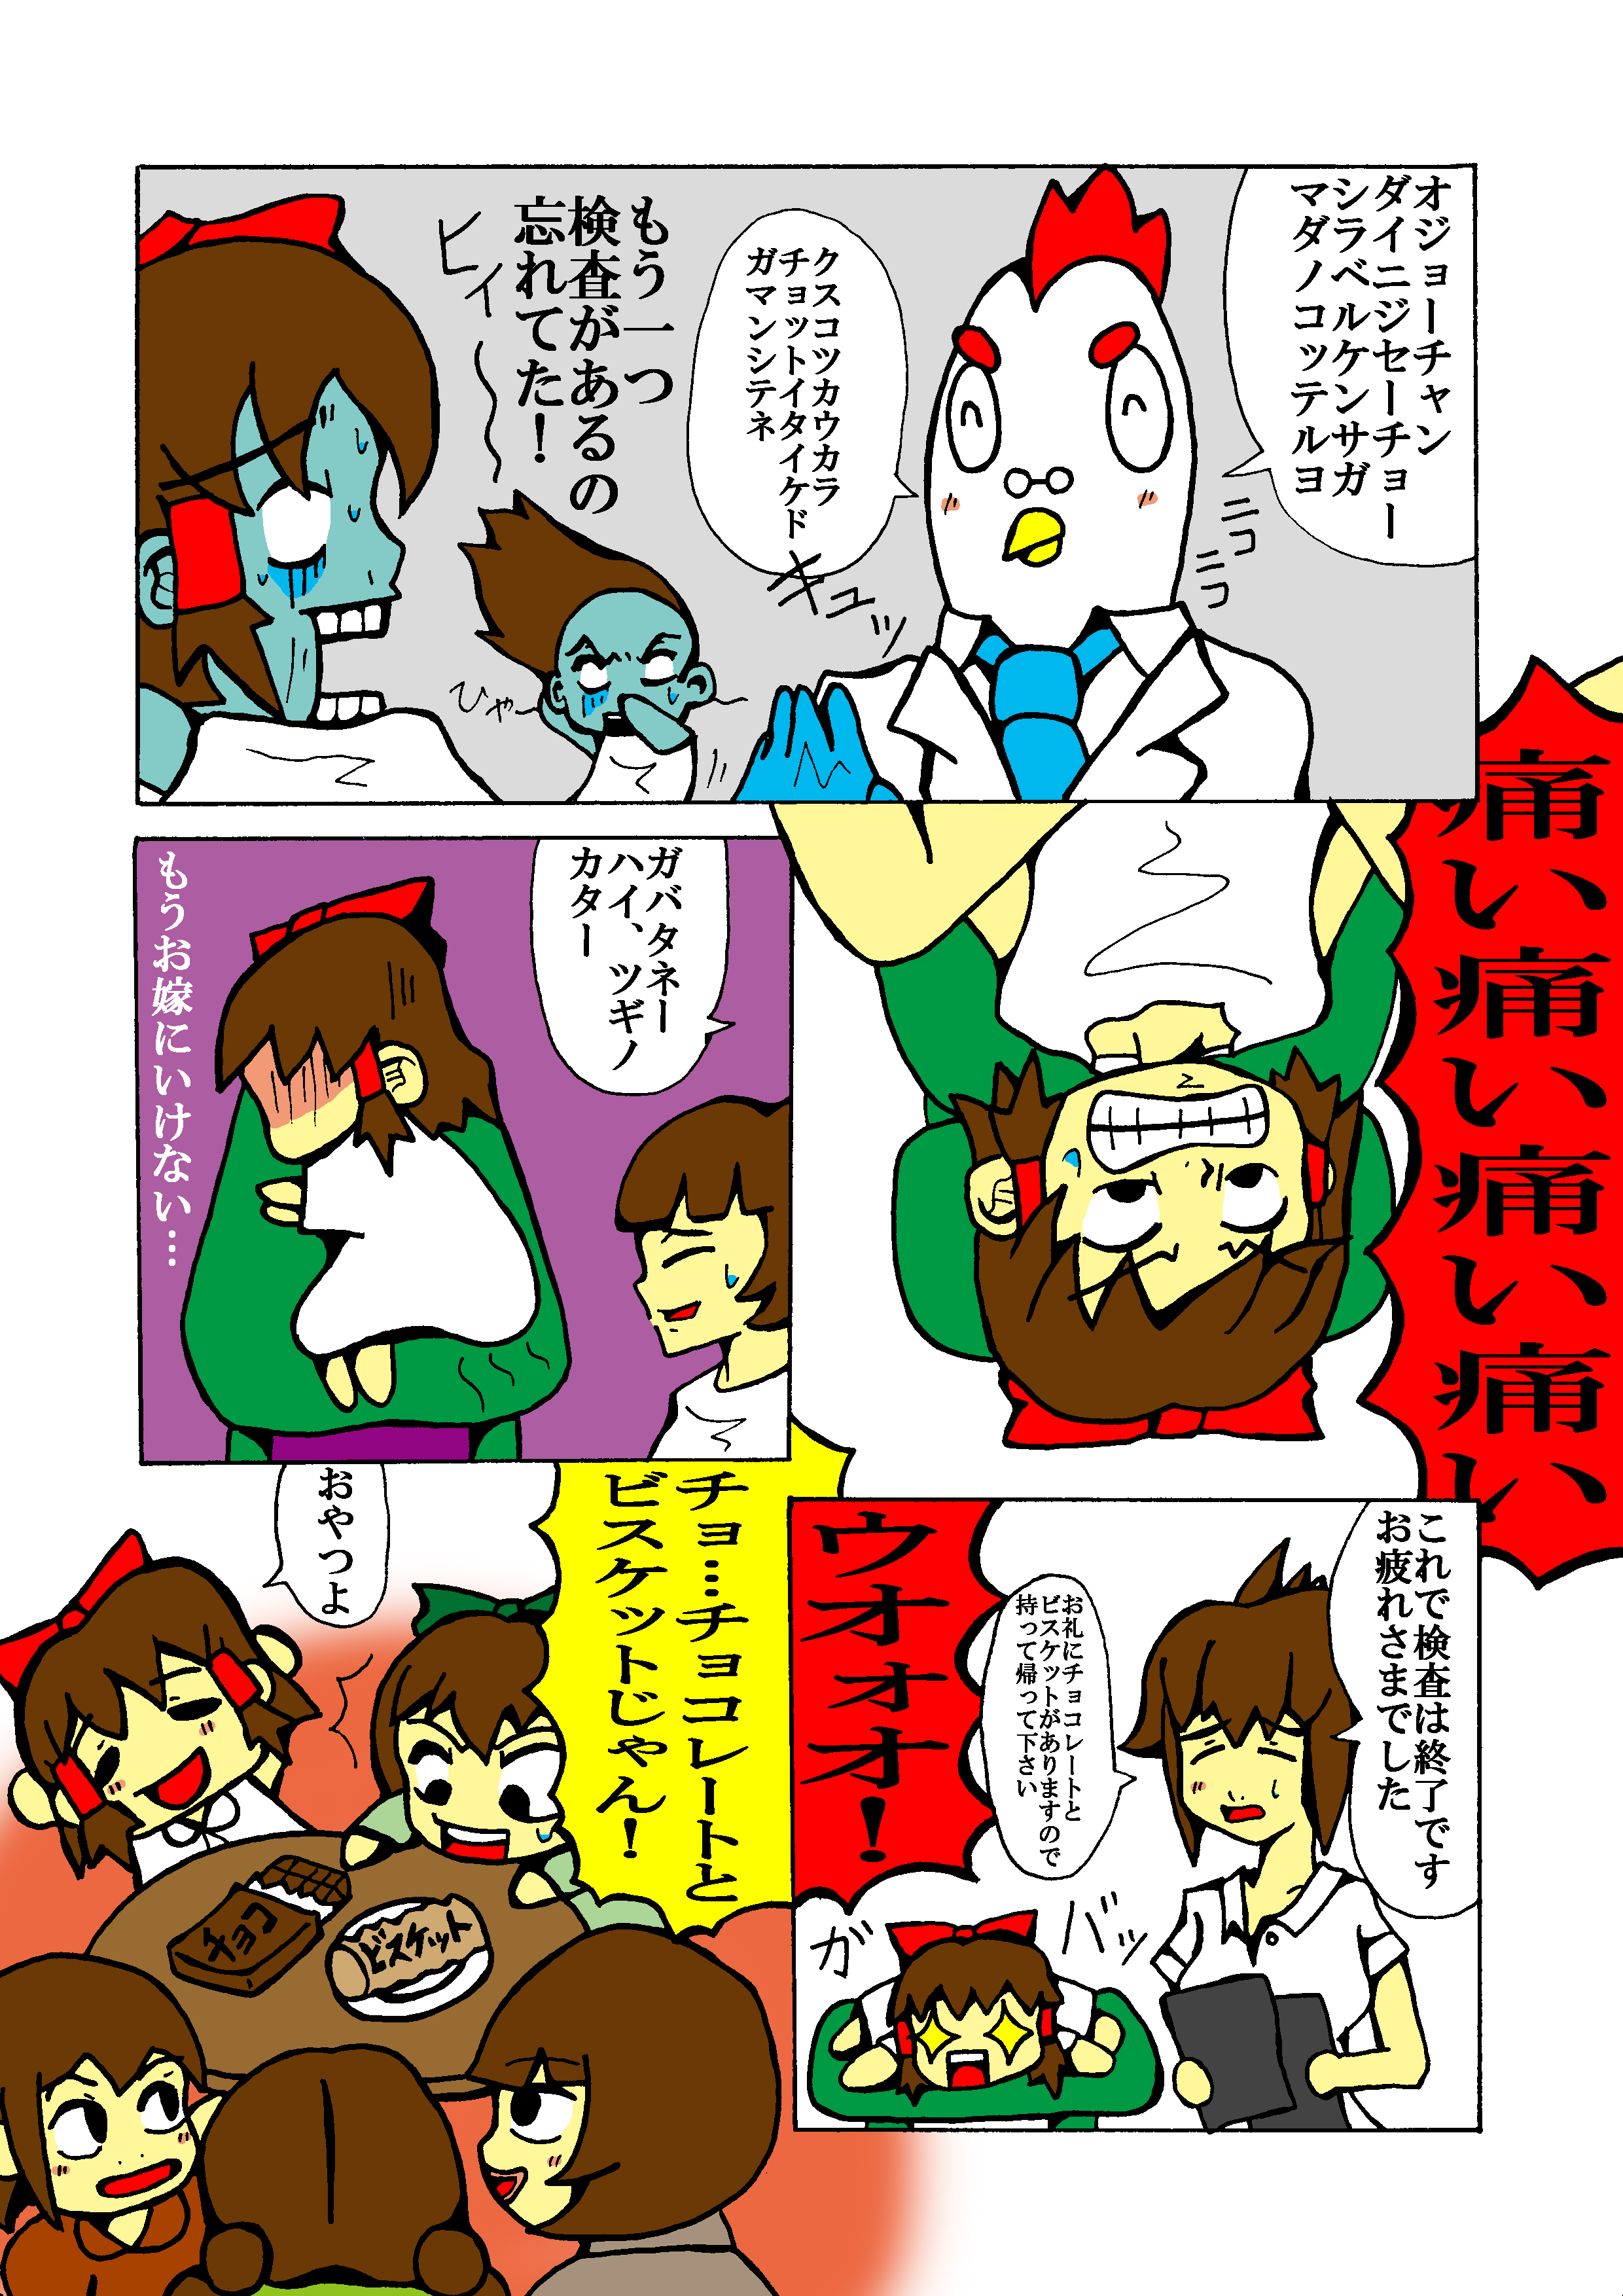 オジョーチャン
ダイニジセーチョー
シラベルケンサガ
マダノコッテルヨ
ニコ
ニコ
クスコツカウカラ
チョットイタイケド
ガマンシテネ
キュッ
もう一つ
検査があるの
忘れてた！
ヒィ～～
ひゃ～
痛い痛い痛い痛い
ガバタネー
ハイ、ツギノ
カター
もうお嫁にいけない…
これで検査は終了です
お疲れさまでした
お礼にチョコレートと
ビスケットがありますので
持って帰って下さい
ウオォオ！
ガバッ
チョ…チョコレートと
ビスケットじゃん！
おやつよ
チョコ
ビスケット